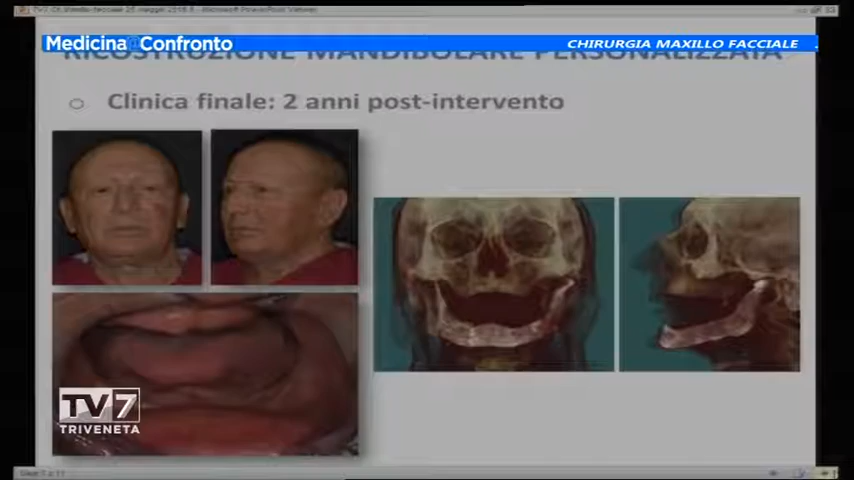 Medicina@Confronto
CHIRURGIA MAXILLO FACCIALE
RICOSTRUZIONE MANDIBOLARE PERSONALIZZATA
Clinica finale: 2 anni post-intervento
TV7
TRIVENETA